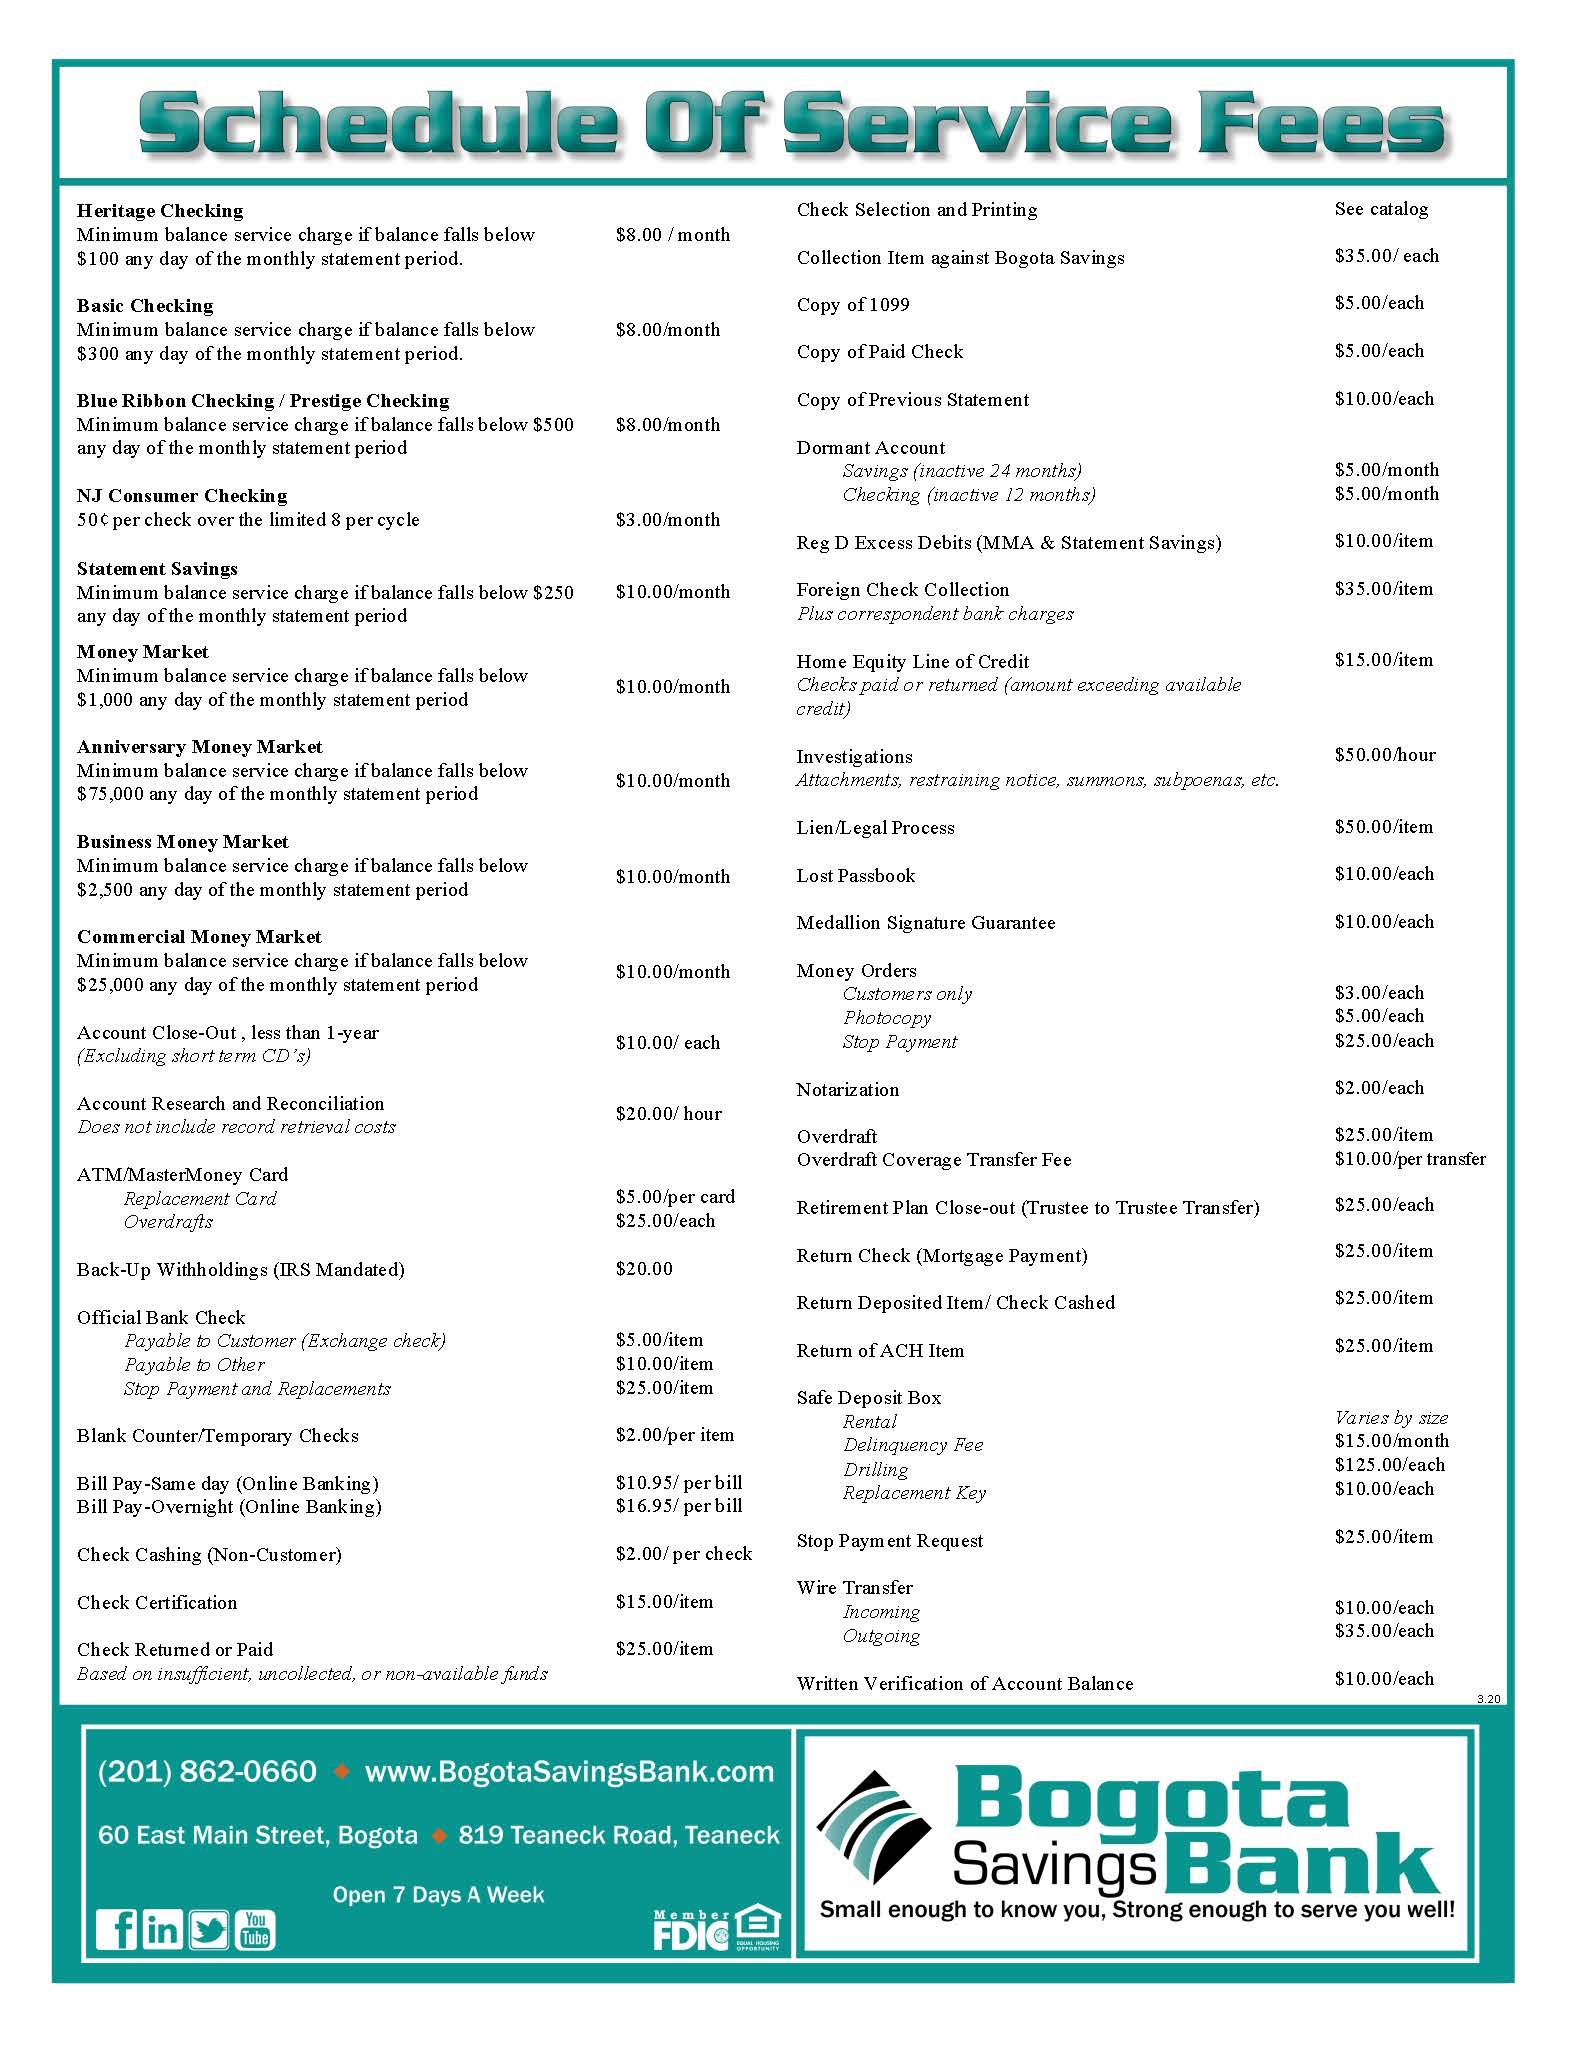 Schedule Of Service Fees
Heritage Checking
Minimum balance service charge if balance falls below $8.00 / month
$100 any day of the monthly statement period.
Basic Checking
Minimum balance service charge if balance falls below $8.00/month
$300 any day of the monthly statement period.
Blue Ribbon Checking / Prestige Checking
Minimum balance service charge if balance falls below $500 $8.00/month
any day of the monthly statement period
NJ Consumer Checking
50¢ per check over the limited 8 per cycle $3.00/month
Statement Savings
Minimum balance service charge if balance falls below $250 $10.00/month
any day of the monthly statement period
Money Market
Minimum balance service charge if balance falls below
$10.00/month
$1,000 any day of the monthly statement period
Anniversary Money Market
Minimum balance service charge if balance falls below
$10.00/month
$75,000 any day of the monthly statement period
Business Money Market
Minimum balance service charge if balance falls below
$10.00/month
$2,500 any day of the monthly statement period
Commercial Money Market
Minimum balance service charge if balance falls below
$10.00/month
$25,000 any day of the monthly statement period
Account Close-Out , less than 1-year
$10.00/ each
(Excluding short term CD’s)
Account Research and Reconciliation
$20.00/ hour
Does not include record retrieval costs
ATM/MasterMoney Card
Replacement Card $5.00/per card
Overdrafts $25.00/each
Back-Up Withholdings (IRS Mandated) $20.00
Official Bank Check
Payable to Customer (Exchange check) $5.00/item
Payable to Other $10.00/item
Stop Payment and Replacements $25.00/item
Blank Counter/Temporary Checks $2.00/per item
Bill Pay-Same day (Online Banking) $10.95/ per bill
Bill Pay-Overnight (Online Banking) $16.95/ per bill
Check Cashing (Non-Customer) $2.00/ per check
Check Certification $15.00/item
Check Returned or Paid $25.00/item
Based on insufficient, uncollected, or non-available funds
Check Selection and Printing See catalog
Collection Item against Bogota Savings $35.00/ each
Copy of 1099 $5.00/each
Copy of Paid Check $5.00/each
Copy of Previous Statement $10.00/each
Dormant Account
Savings (inactive 24 months) $5.00/month
Checking (inactive 12 months) $5.00/month
Reg D Excess Debits (MMA & Statement Savings) $10.00/item
Foreign Check Collection $35.00/item
Plus correspondent bank charges
Home Equity Line of Credit $15.00/item
Checks paid or returned (amount exceeding available
credit)
Investigations $50.00/hour
Attachments, restraining notice, summons, subpoenas, etc.
Lien/Legal Process $50.00/item
Lost Passbook $10.00/each
Medallion Signature Guarantee $10.00/each
Money Orders
Customers only $3.00/each
Photocopy $5.00/each
Stop Payment $25.00/each
Notarization $2.00/each
Overdraft $25.00/item
Overdraft Coverage Transfer Fee $10.00/per transfer
Retirement Plan Close-out (Trustee to Trustee Transfer) $25.00/each
Return Check (Mortgage Payment) $25.00/item
Return Deposited Item/ Check Cashed $25.00/item
Return of ACH Item $25.00/item
Safe Deposit Box
Rental Varies by size
Delinquency Fee $15.00/month
Drilling $125.00/each
Replacement Key $10.00/each
Stop Payment Request $25.00/item
Wire Transfer
Incoming $10.00/each
Outgoing $35.00/each
Written Verification of Account Balance $10.00/each
3.20
(201) 862-0660 ◆ www.BogotaSavingsBank.com
60 East Main Street, Bogota ◆ 819 Teaneck Road, Teaneck
Open 7 Days A Week
f in You Tube
Member
FDIC
EQUAL HOUSING
OPPORTUNITY
Bogota
Savings Bank
Small enough to know you, Strong enough to serve you well!